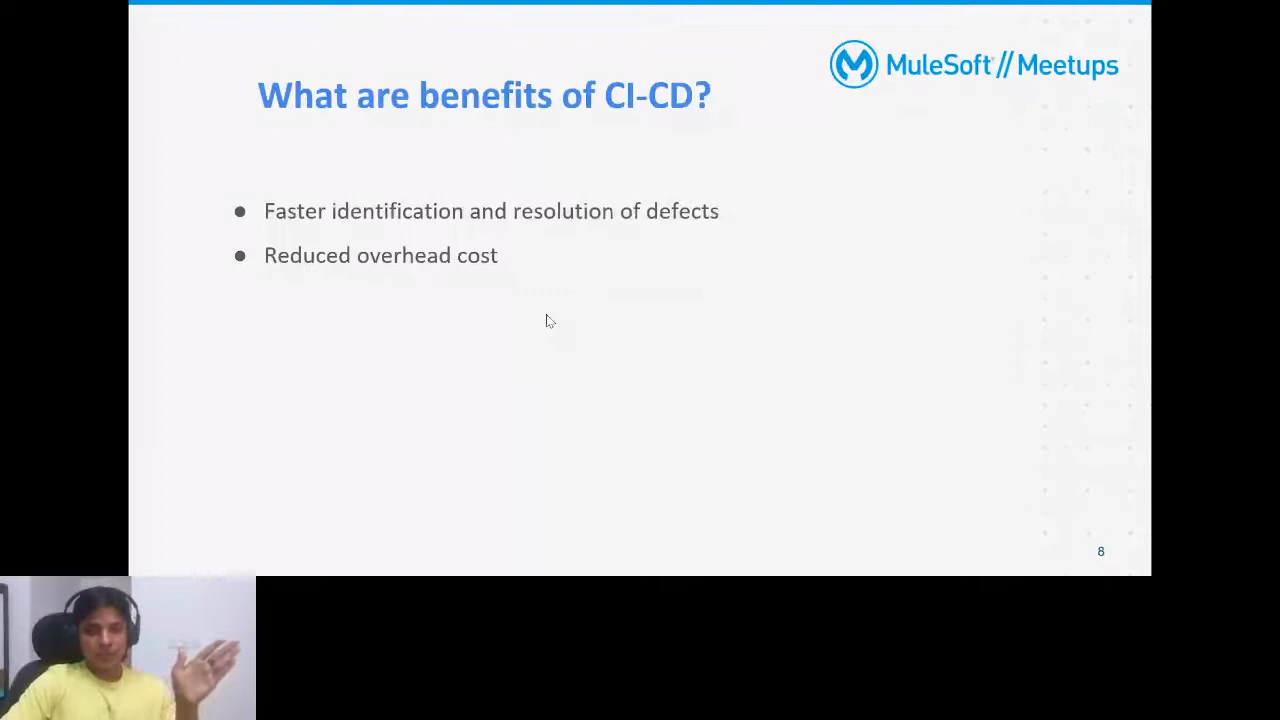 MuleSoft // Meetups
What are benefits of CI-CD?
● Faster identification and resolution of defects
● Reduced overhead cost
8